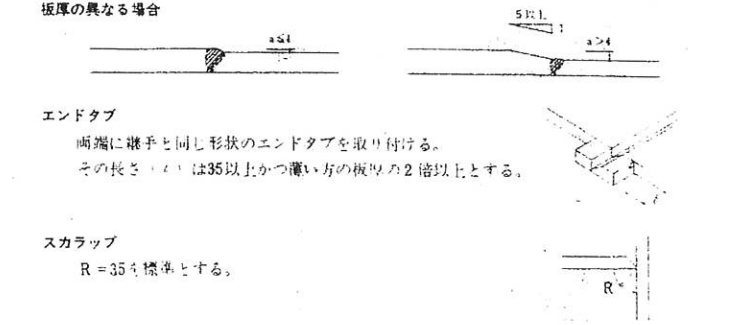 板厚の異なる場合
a≦4
5以上
1
a>4
エンドタブ
両端に継手と同じ形状のエンドタブを取り付ける。
その長さ（ℓ）は35以上かつ薄い方の板厚の2倍以上とする。
スカラップ
R=35を標準とする。
R